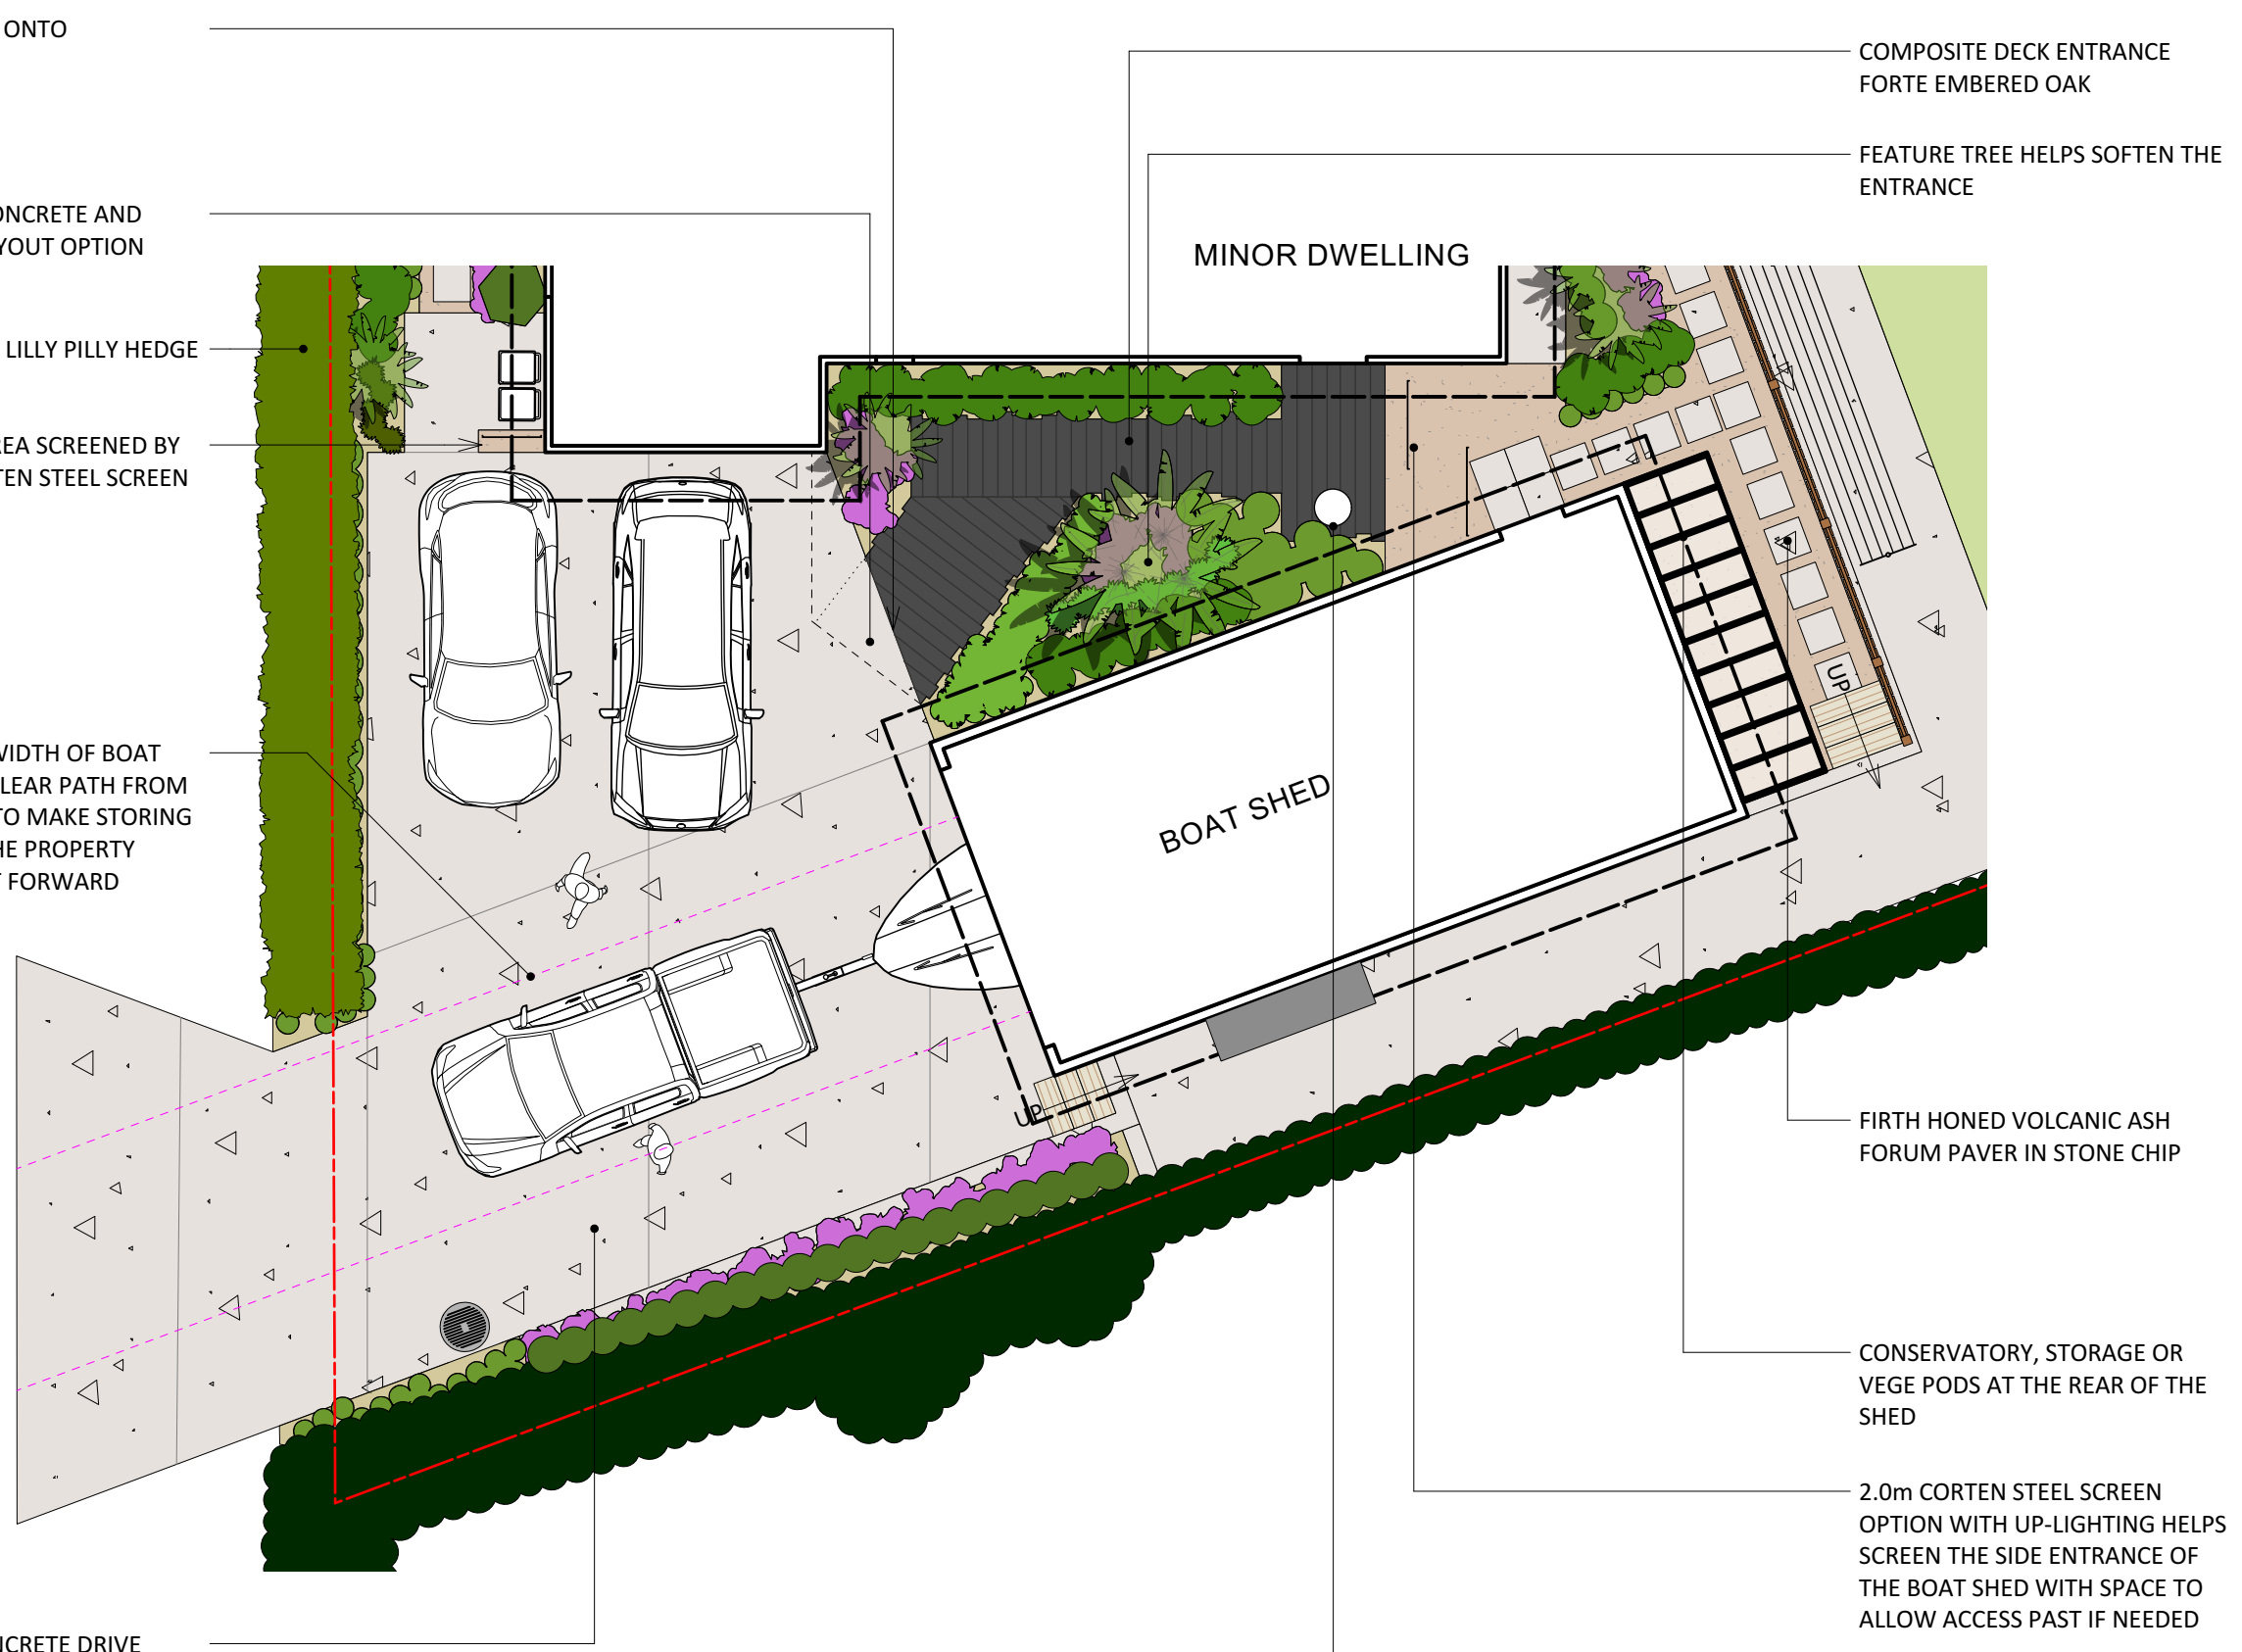 ONTO
ONCRETE AND
YOUT OPTION
LILLY PILLY HEDGE
REA SCREENED BY
TEN STEEL SCREEN
WIDTH OF BOAT
LEAR PATH FROM
TO MAKE STORING
HE PROPERTY
T FORWARD
NCRETE DRIVE
MINOR DWELLING
BOAT SHED
UP
UP
COMPOSITE DECK ENTRANCE
FORTE EMBERED OAK
FEATURE TREE HELPS SOFTEN THE
ENTRANCE
FIRTH HONED VOLCANIC ASH
FORUM PAVER IN STONE CHIP
CONSERVATORY, STORAGE OR
VEGE PODS AT THE REAR OF THE
SHED
2.0m CORTEN STEEL SCREEN
OPTION WITH UP-LIGHTING HELPS
SCREEN THE SIDE ENTRANCE OF
THE BOAT SHED WITH SPACE TO
ALLOW ACCESS PAST IF NEEDED